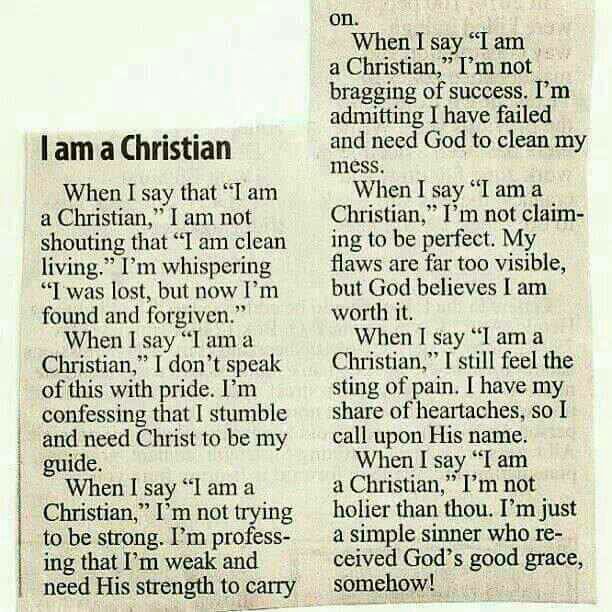 I am a Christian
When I say that “I am
a Christian,” I am not
shouting that “I am clean
living.” I’m whispering
“I was lost, but now I’m
found and forgiven.”
When I say “I am a
Christian,” I don’t speak
of this with pride. I’m
confessing that I stumble
and need Christ to be my
guide.
When I say “I am a
Christian,” I’m not trying
to be strong. I’m profess-
ing that I’m weak and
need His strength to carry
on.
When I say “I am
a Christian,” I’m not
bragging of success. I’m
admitting I have failed
and need God to clean my
mess.
When I say “I am a
Christian,” I’m not claim-
ing to be perfect. My
flaws are far too visible,
but God believes I am
worth it.
When I say “I am a
Christian,” I still feel the
sting of pain. I have my
share of heartaches, so I
call upon His name.
When I say “I am
a Christian,” I’m not
holier than thou. I’m just
a simple sinner who re-
ceived God’s good grace,
somehow!